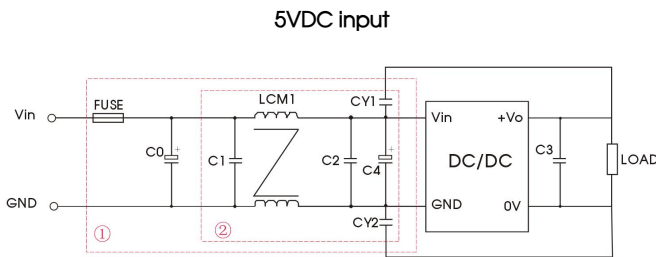 5VDC input
LCM1
FUSE
CY1
Vin
Vin
+Vo
C0
+
C1
C2
C4
+
DC/DC
C3
LOAD
GND
GND
0V
CY2
①
②